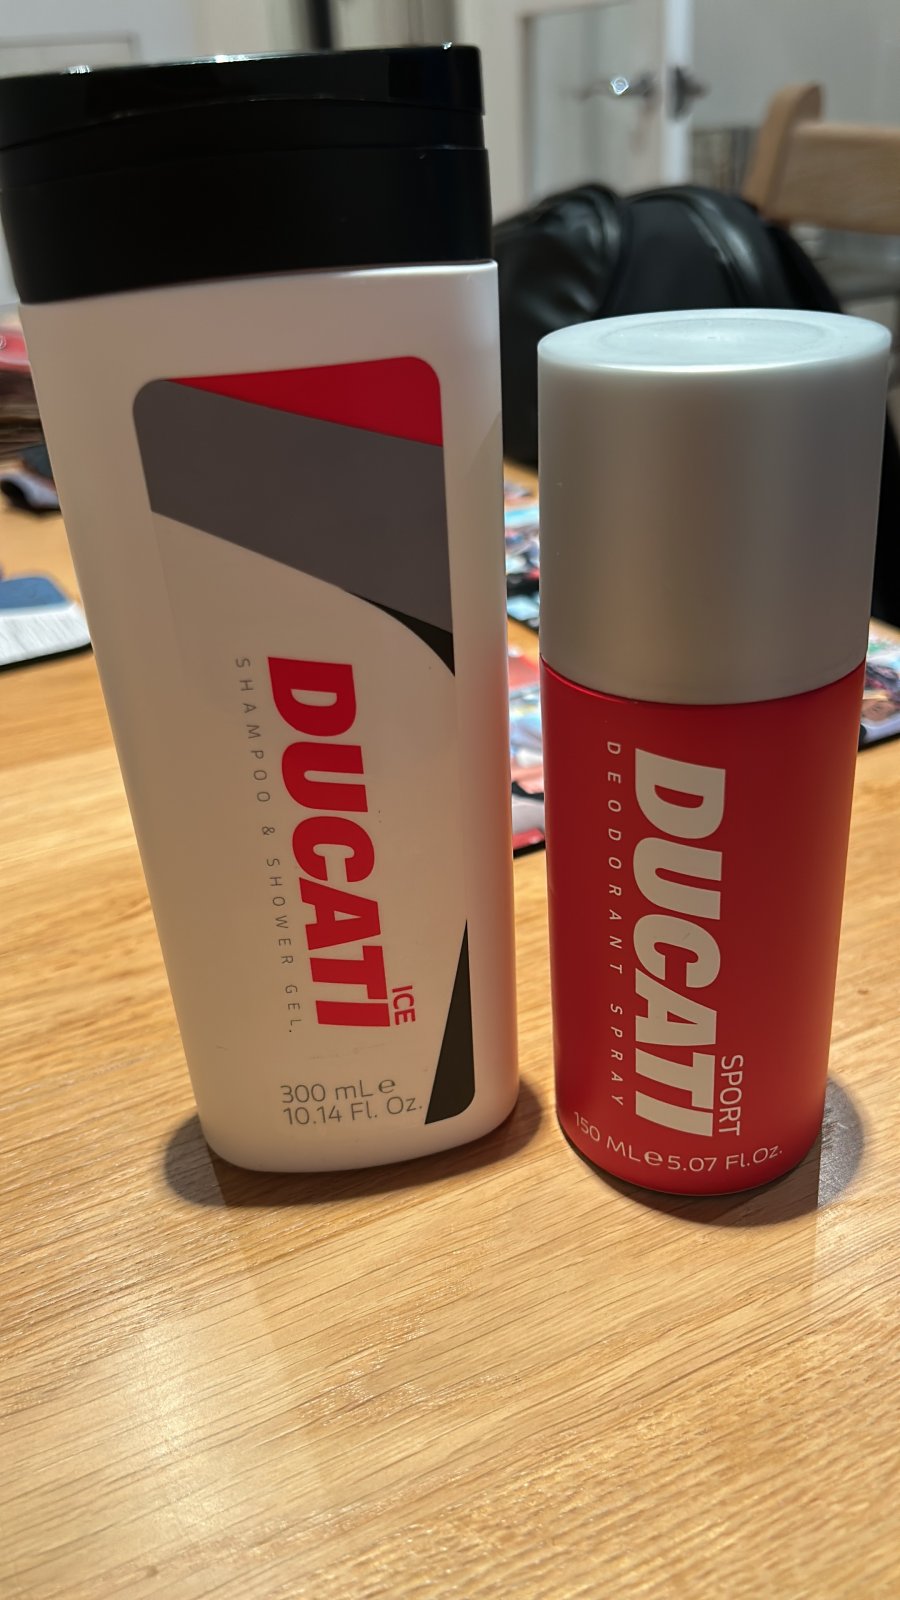 DUCATI
ICE
SHAMPOO & SHOWER GEL.
300 mL e
10.14 Fl. Oz.
DUCATI
SPORT
DEODORANT SPRAY
150 ML e 5.07 Fl.Oz.